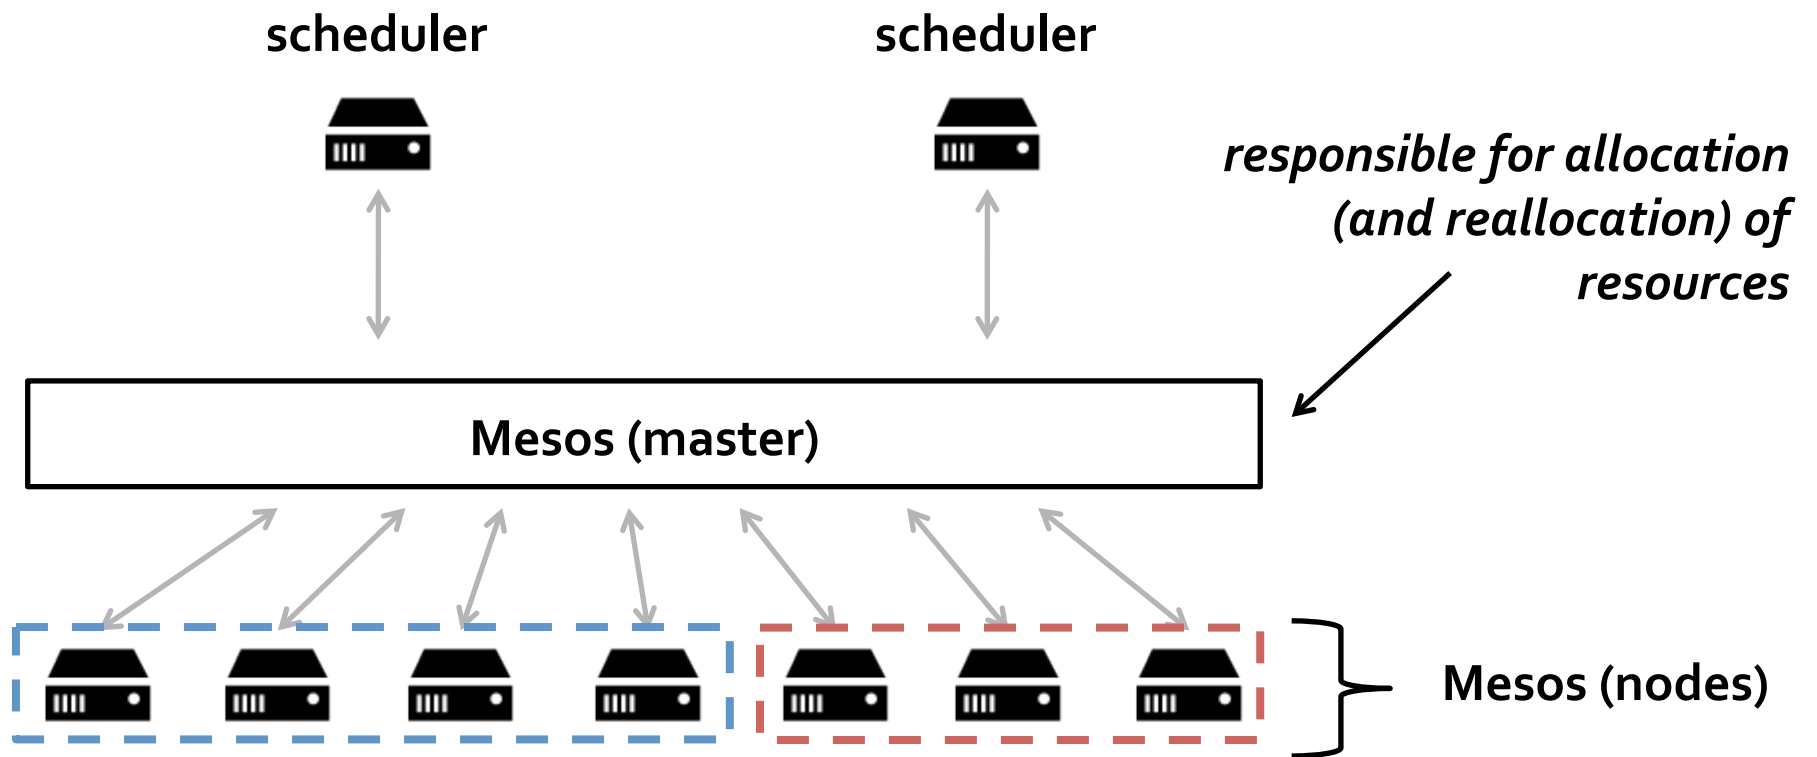 scheduler
scheduler
responsible for allocation
(and reallocation) of
resources
Mesos (master)
Mesos (nodes)